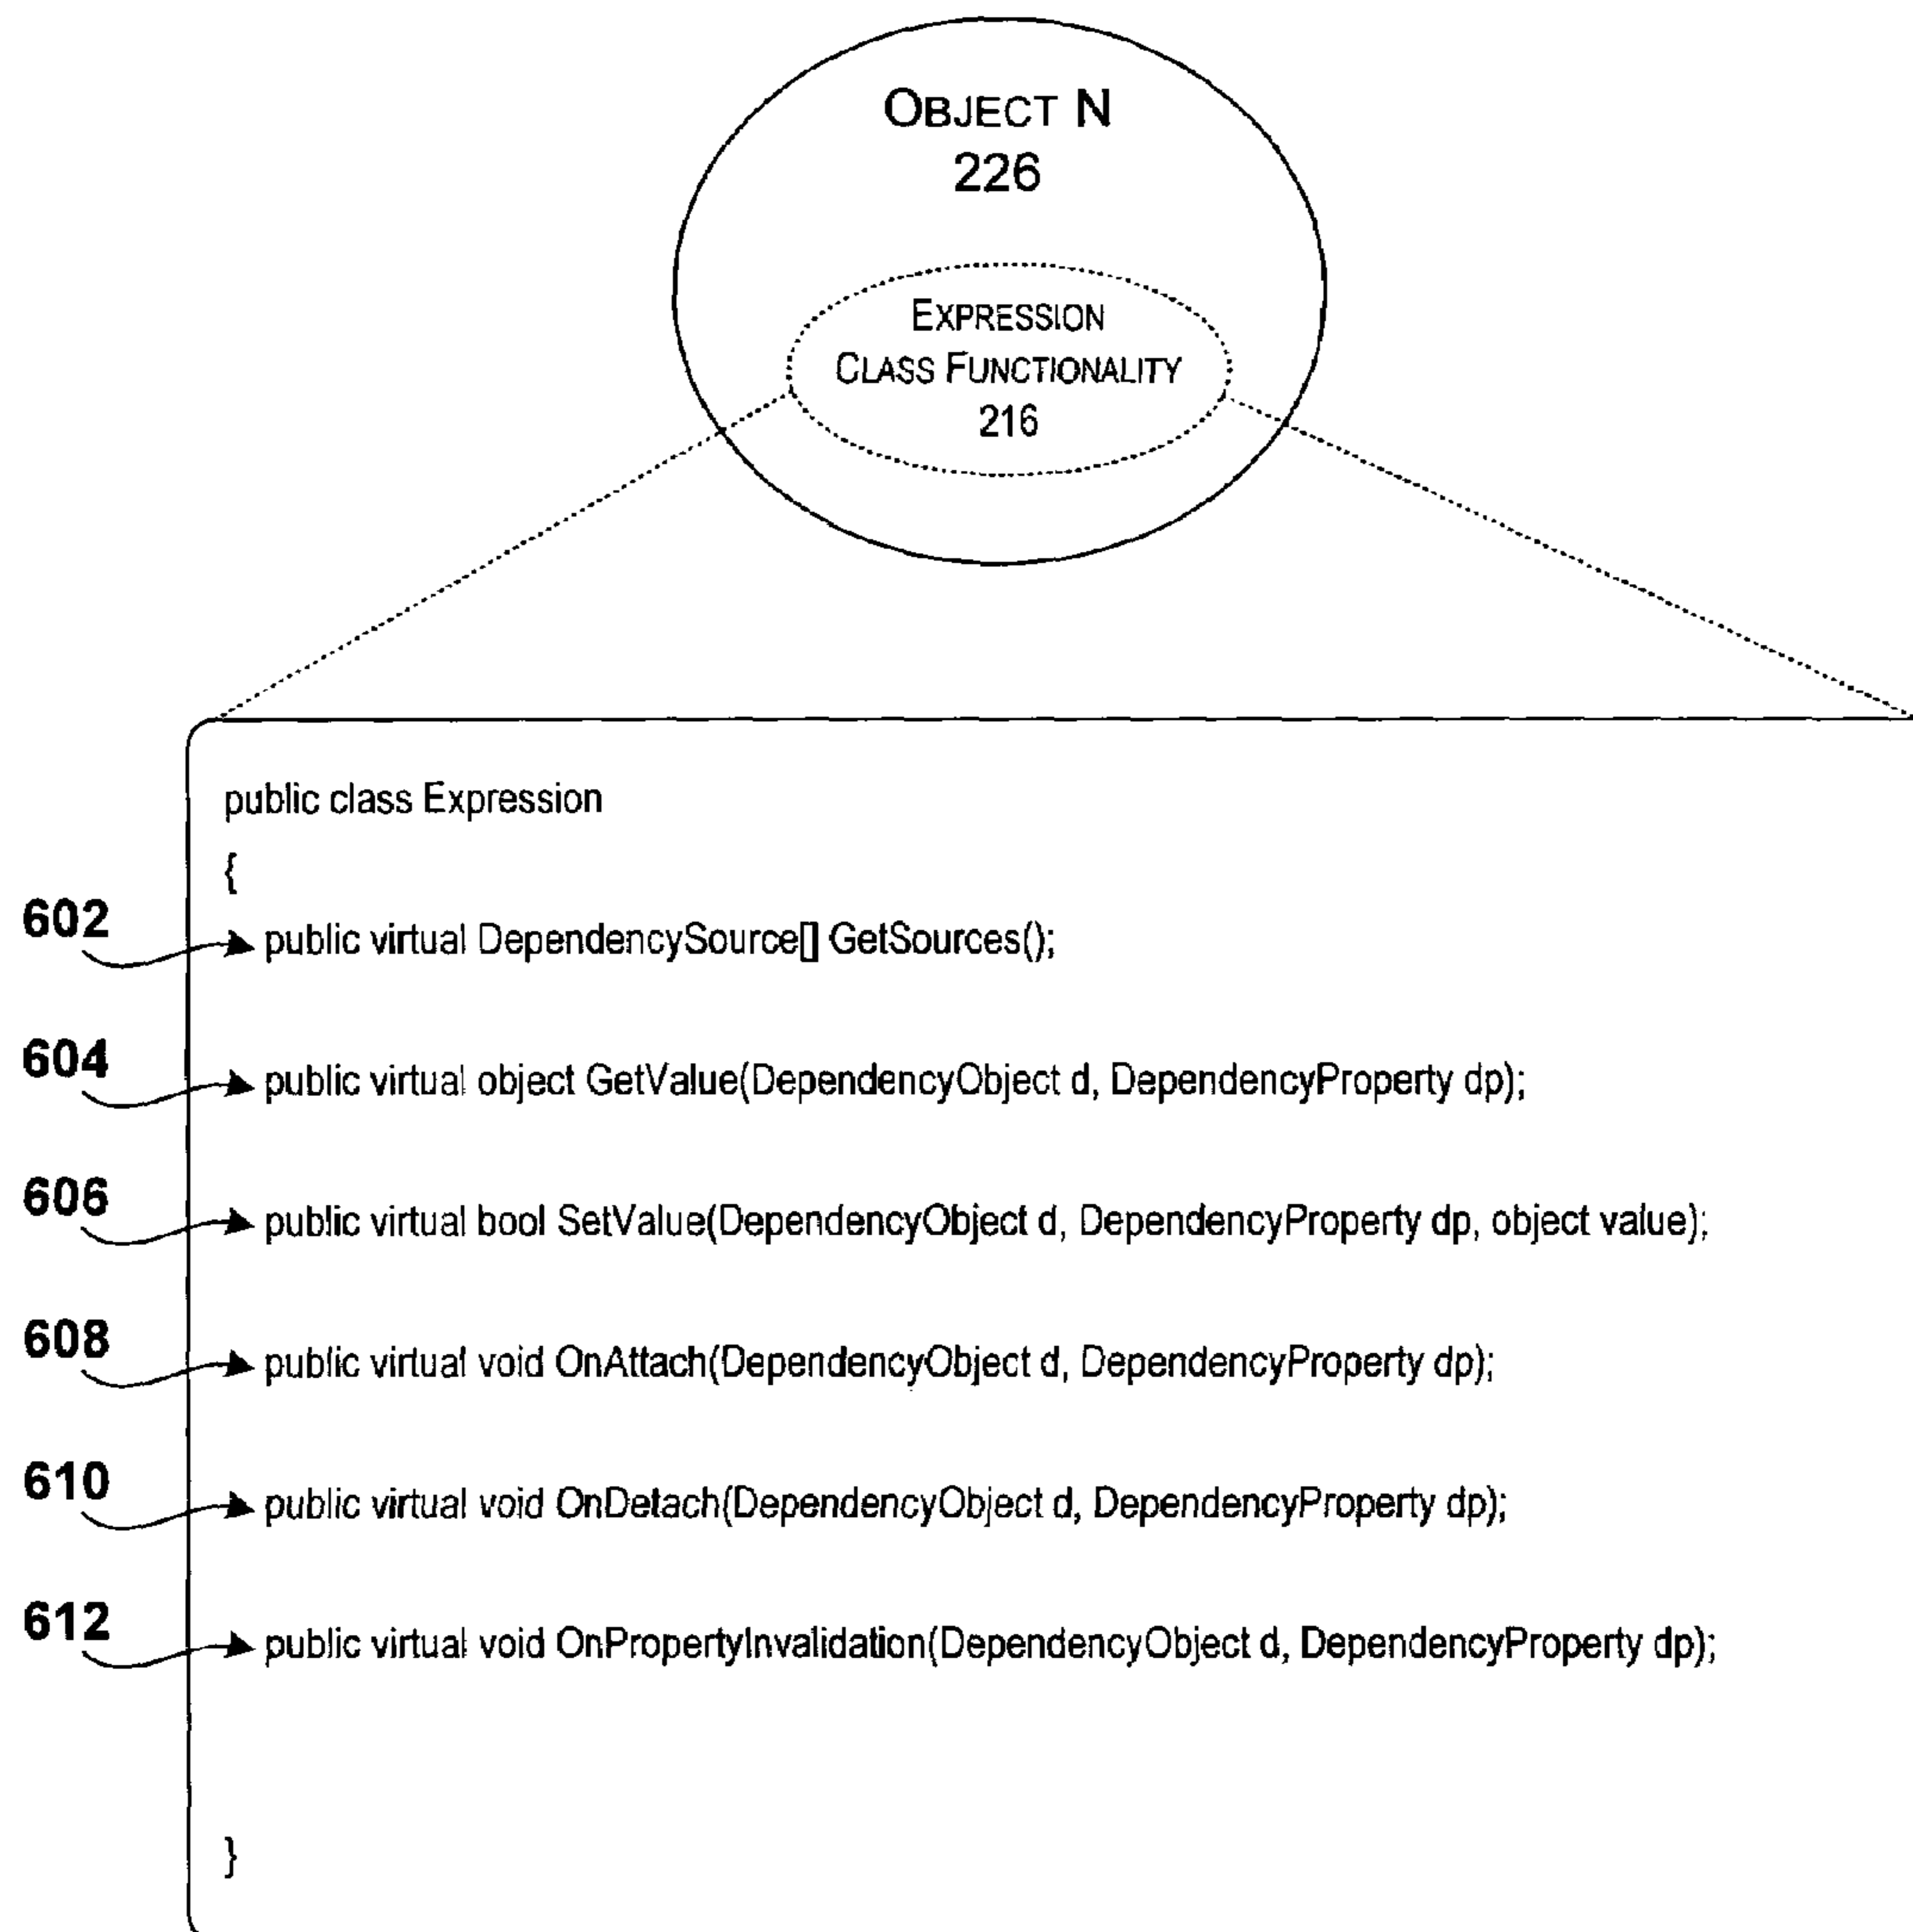 OBJECT N
226
EXPRESSION
CLASS FUNCTIONALITY
216
public class Expression
{
602
public virtual DependencySource[] GetSources();
604
public virtual object GetValue(DependencyObject d, DependencyProperty dp);
606
public virtual bool SetValue(DependencyObject d, DependencyProperty dp, object value);
608
public virtual void OnAttach(DependencyObject d, DependencyProperty dp);
610
public virtual void OnDetach(DependencyObject d, DependencyProperty dp);
612
public virtual void OnPropertyInvalidation(DependencyObject d, DependencyProperty dp);
}